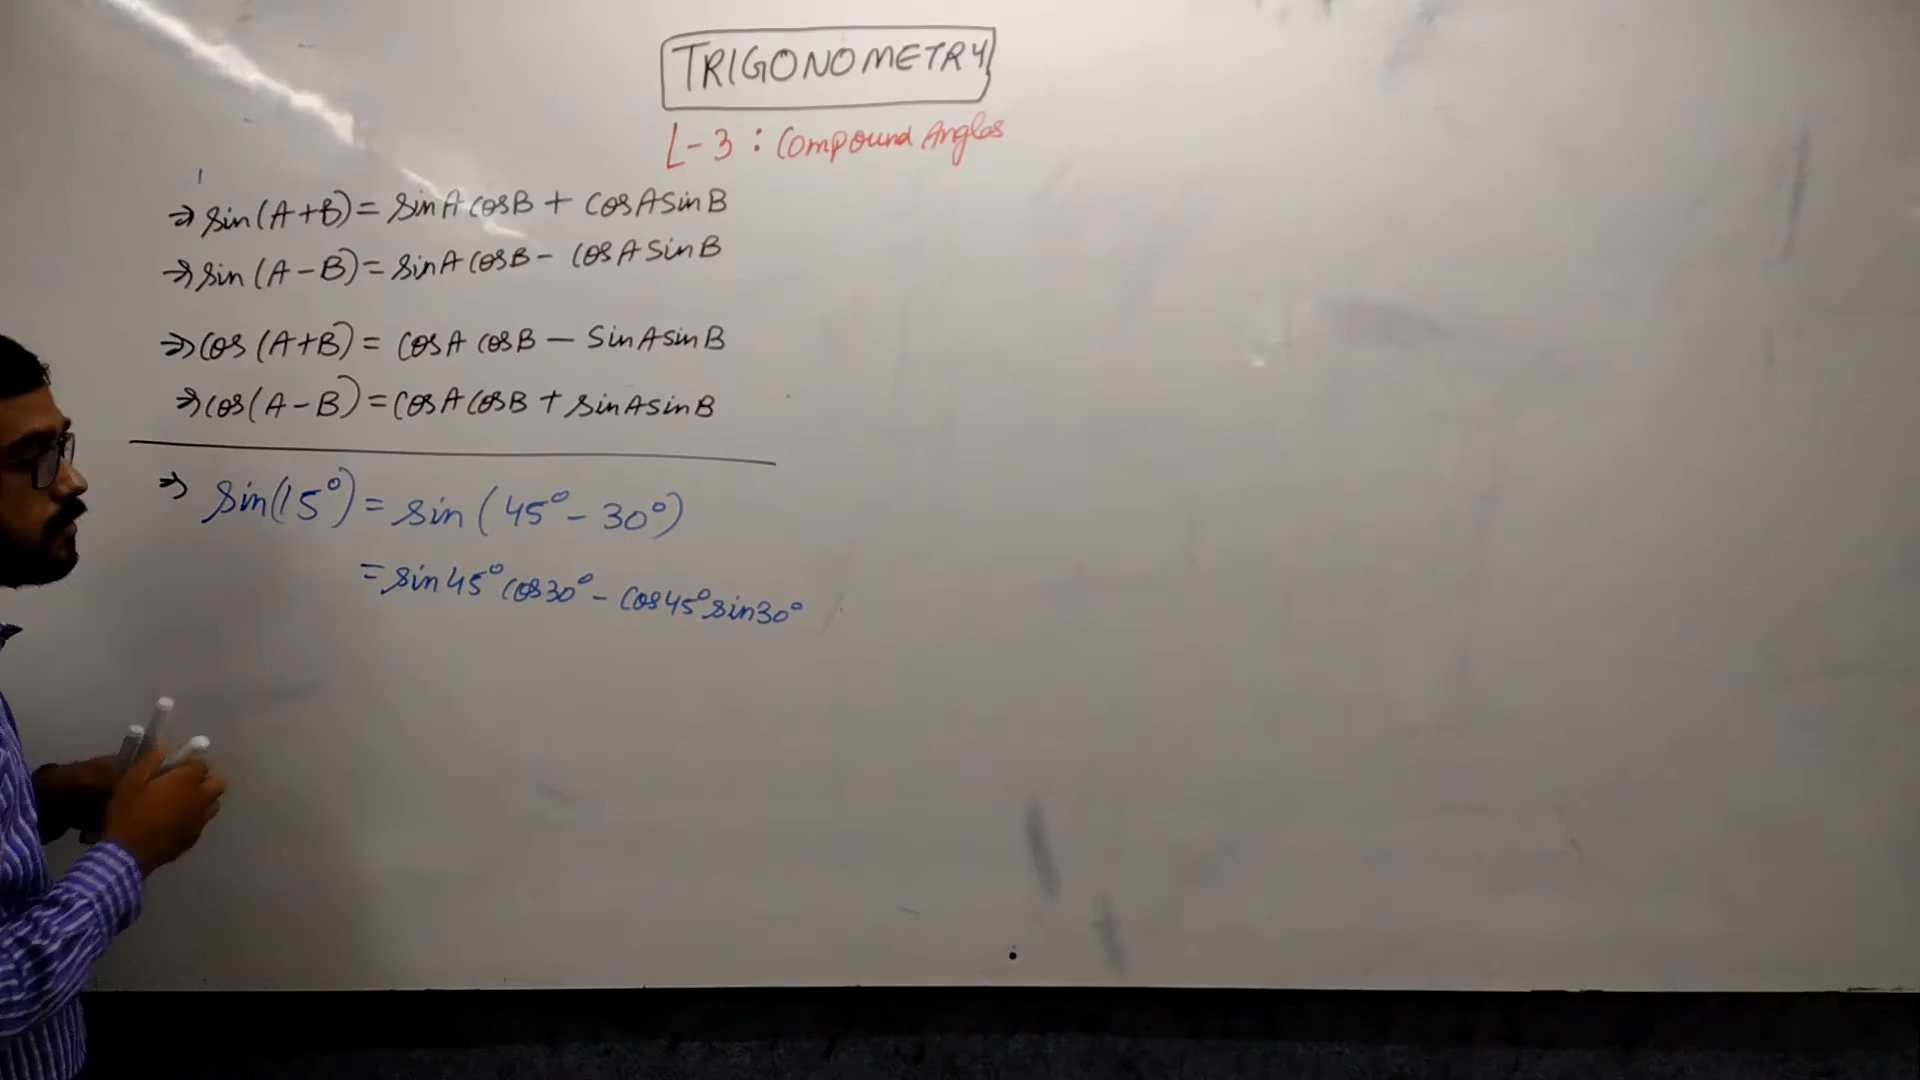 TRIGONOMETRY
L-3 : Compound Angles
⇒ sin(A+B) = sinA cosB + cosA sinB
⇒ sin(A-B) = sinA cosB - cosA sinB
⇒ cos(A+B) = cosA cosB - sinA sinB
⇒ cos(A-B) = cosA cosB + sinA sinB
⇒ sin(15°) = sin(45° - 30°)
= sin45° cos30° - cos45° sin30°